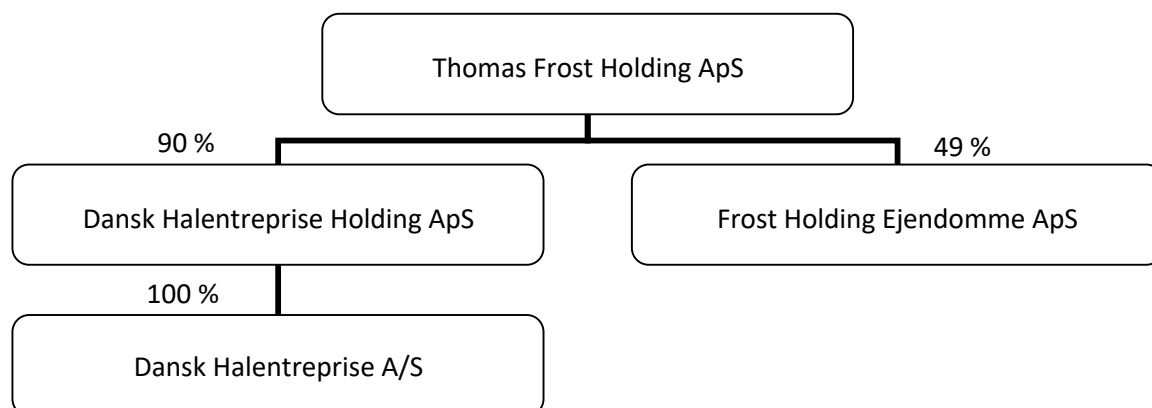 Thomas Frost Holding ApS
90 %
49 %
Dansk Halentreprise Holding ApS
Frost Holding Ejendomme ApS
100 %
Dansk Halentreprise A/S